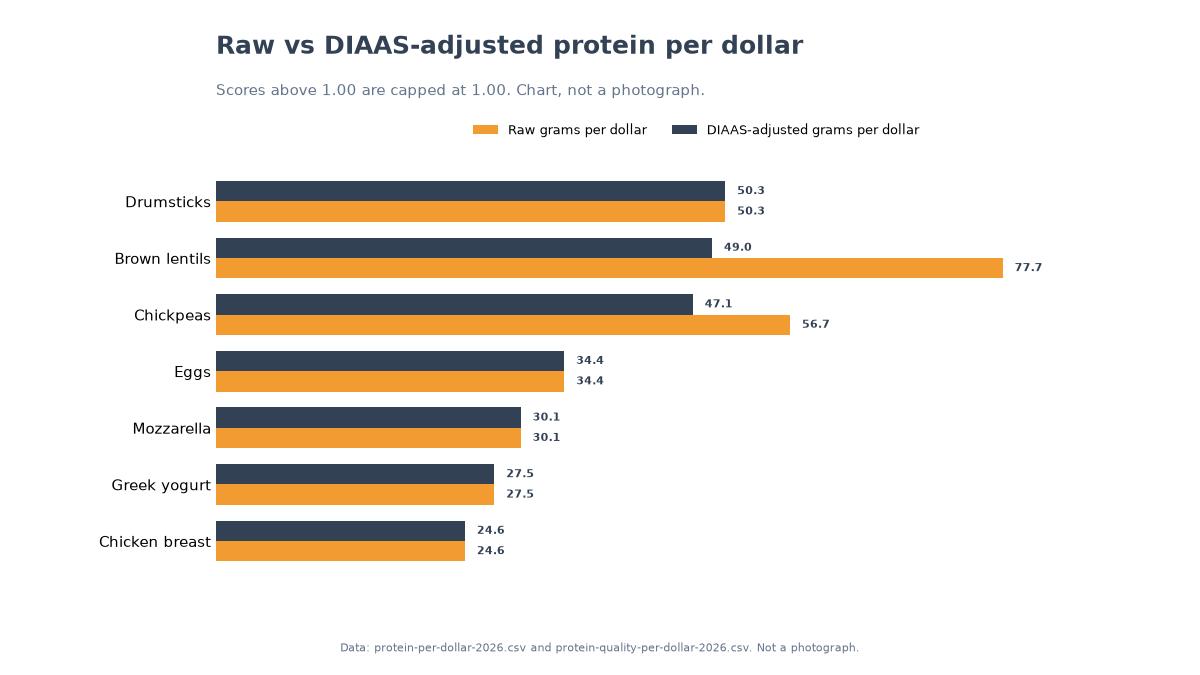 Raw vs DIAAS-adjusted protein per dollar
Scores above 1.00 are capped at 1.00. Chart, not a photograph.
Raw grams per dollar DIAAS-adjusted grams per dollar
Drumsticks 50.3
50.3
Brown lentils 49.0
77.7
Chickpeas 47.1
56.7
Eggs 34.4
34.4
Mozzarella 30.1
30.1
Greek yogurt 27.5
27.5
Chicken breast 24.6
24.6
Data: protein-per-dollar-2026.csv and protein-quality-per-dollar-2026.csv. Not a photograph.